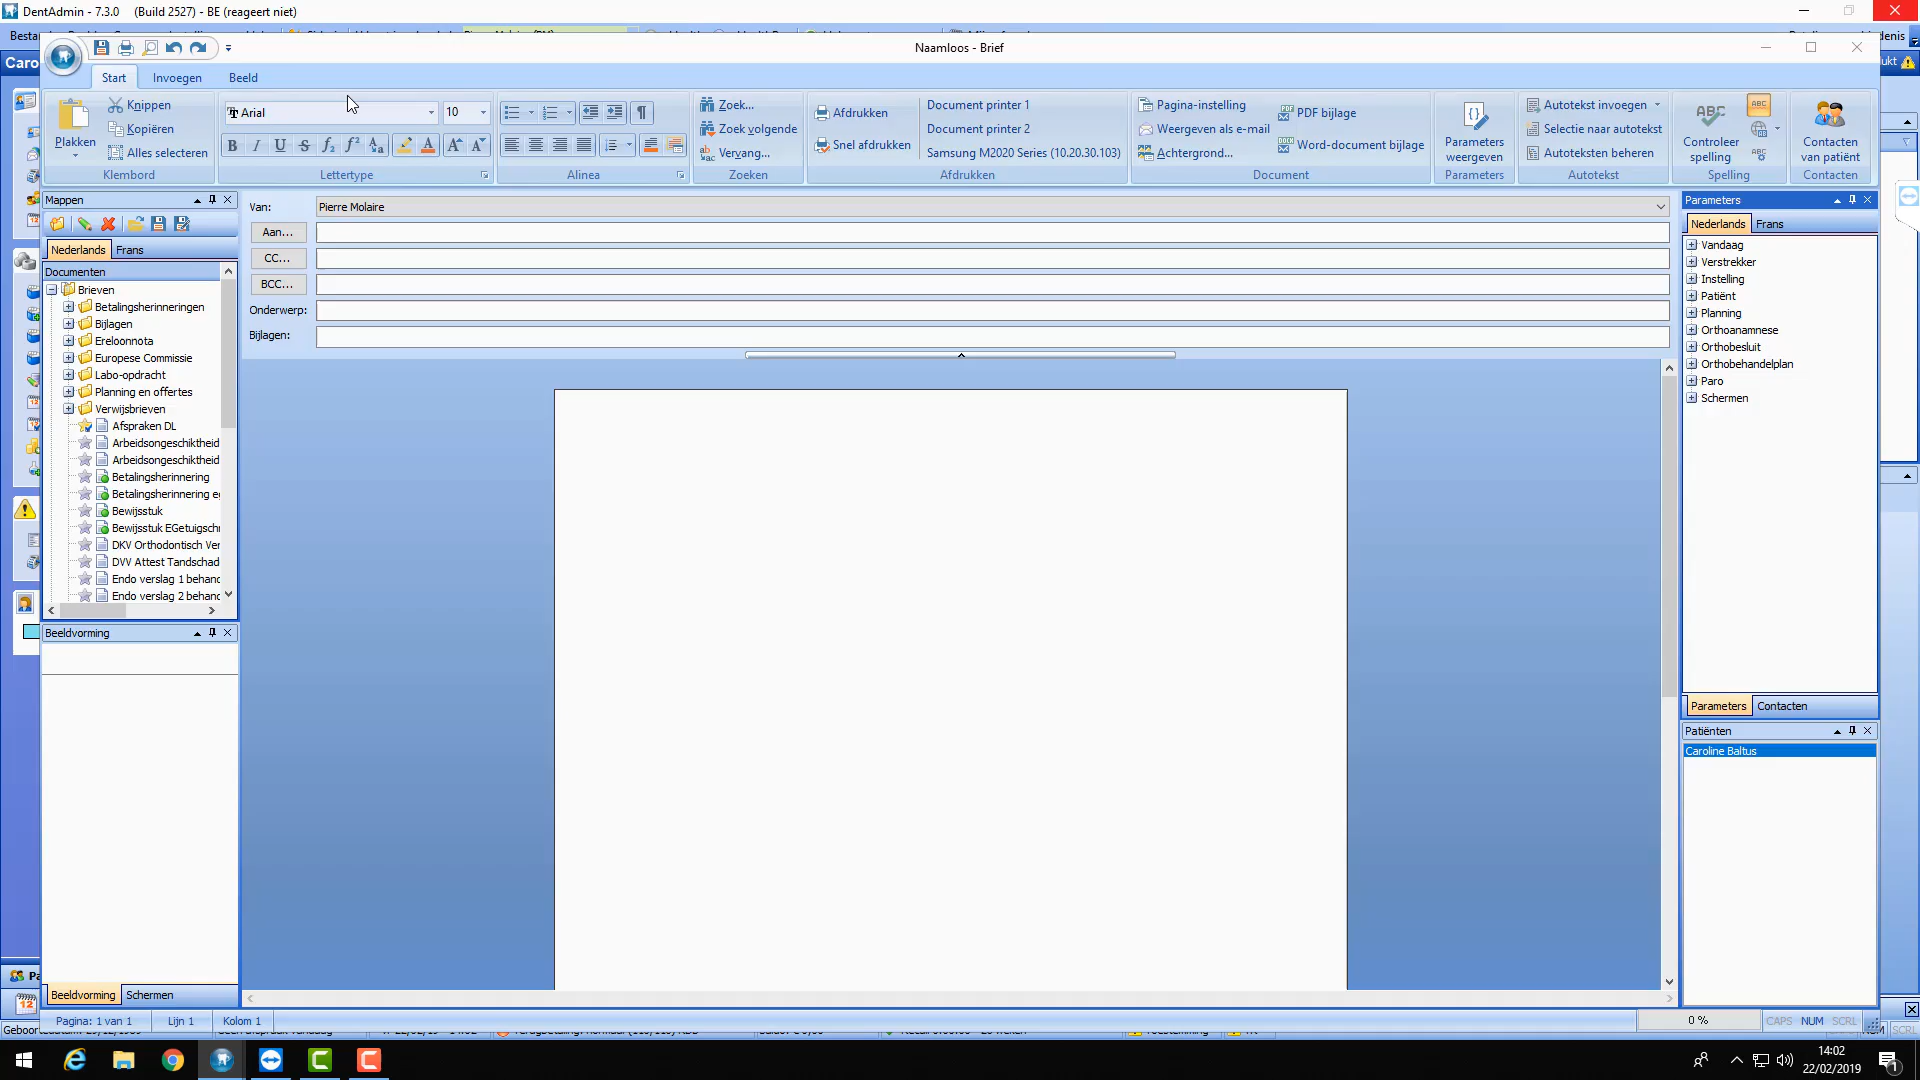 DentAdmin - 7.3.0 (Build 2527) - BE (reageert niet)
Naamloos - Brief
Caro
Start Invoegen Beeld
Plakken
Knippen
Kopiëren
Alles selecteren
Klembord
Arial 10
Lettertype
Alinea
Zoek...
Zoek volgende
Vervang...
Zoeken
Afdrukken
Snel afdrukken
Document printer 1
Document printer 2
Samsung M2020 Series (10.20.30.103)
Afdrukken
Pagina-instelling
Weergeven als e-mail
Achtergrond...
PDF bijlage
Word-document bijlage
Document
Parameters weergeven
Parameters
Autotekst invoegen
Selectie naar autotekst
Autoteksten beheren
Autotekst
ABC
Controleer spelling
ABC
Spelling
Contacten van patiënt
Contacten
Mappen
Nederlands Frans
Documenten
Brieven
Betalingsherinneringen
Bijlagen
Ereloonnota
Europese Commissie
Labo-opdracht
Planning en offertes
Verwijsbrieven
Afspraken DL
Arbeidsongeschiktheid
Arbeidsongeschiktheid
Betalingsherinnering
Betalingsherinnering
Bewijsstuk
Bewijsstuk
DKV Orthodontisch
DVV Attest
Endo verslag 1
Endo verslag 2
Beeldvorming
Beeldvorming Schermen
Van: Pierre Molaire
Aan...
CC...
BCC...
Onderwerp:
Bijlagen:
Parameters
Nederlands Frans
Vandaag
Verstrekker
Instelling
Patiënt
Planning
Orthoanamnese
Orthobesluit
Orthobehandelplan
Paro
Schermen
Parameters Contacten
Patiënten
Caroline Baltus
Pagina: 1 van 1 Lijn 1 Kolom 1
0 % CAPS NUM SCRL
14:02
22/02/2019
1